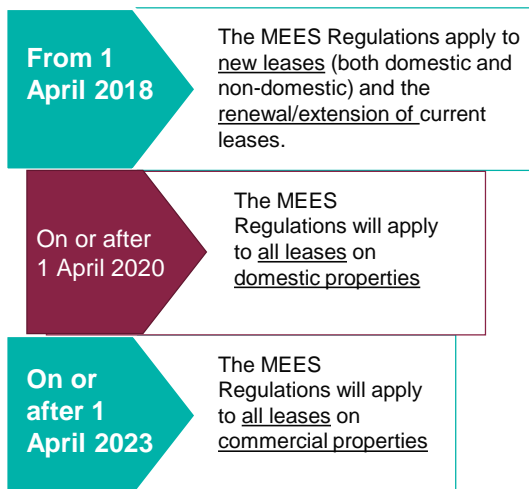 From 1
April 2018
The MEES Regulations apply to
new leases (both domestic and
non-domestic) and the
renewal/extension of current
leases.
On or after
1 April 2020
The MEES
Regulations will apply
to all leases on
domestic properties
On or
after 1
April 2023
The MEES
Regulations will apply
to all leases on
commercial properties